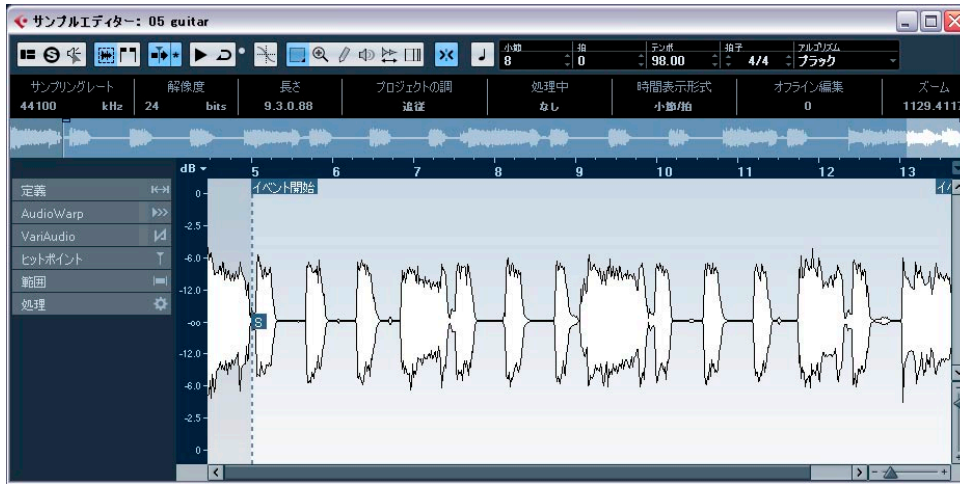 サンプルエディター: 05 guitar
小節 拍 テンポ 拍子 アルゴリズム
8 0 98.00 4/4 ブラック
サンプリングレート 解像度 長さ プロジェクトの調 処理中 時間表示形式 オフライン編集 ズーム
44100 kHz 24 bits 9.3.0.88 追従 なし 小節/拍 0 1129.4117
dB 5 6 7 8 9 10 11 12 13
イベント開始 イベ
定義
AudioWarp
VariAudio
ヒットポイント
範囲
処理
0
-2.5
-6.0
-12.0
-∞
S
-12.0
-6.0
-2.5
0